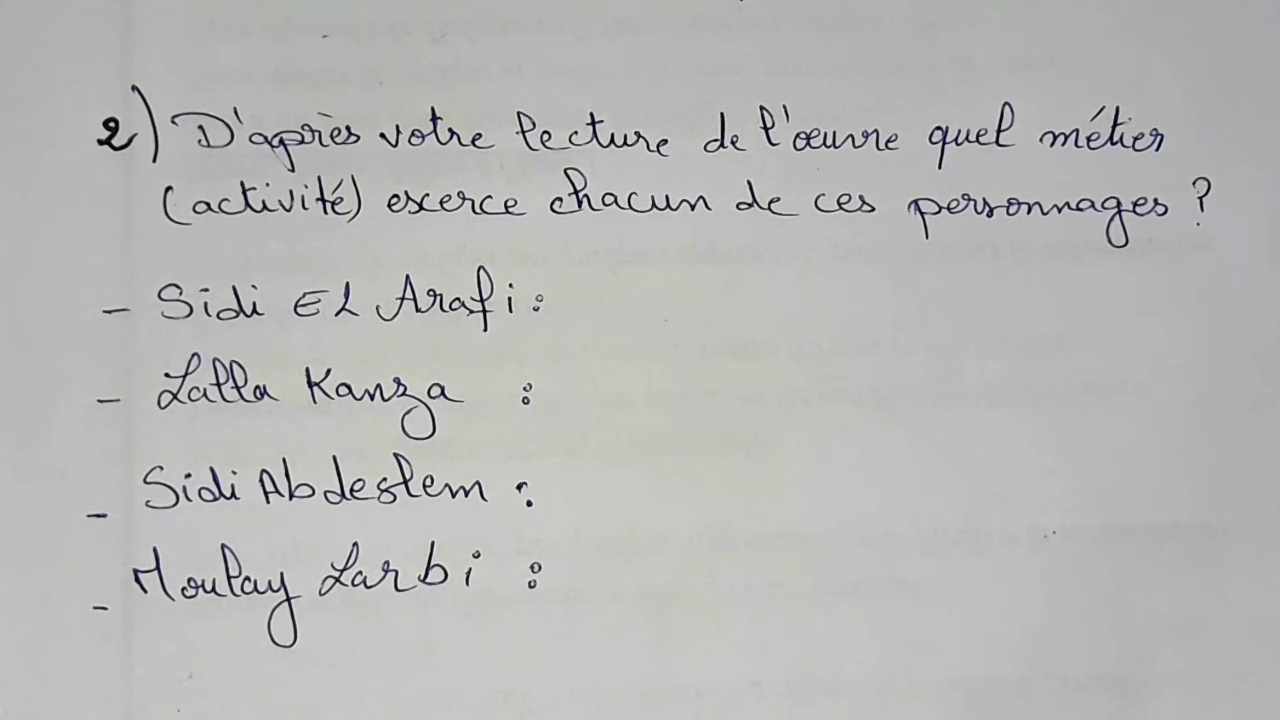 2) D'après votre lecture de l'œuvre quel métier
(activité) exerce chacun de ces personnages ?
- Sidi EL Arafi :
- Lalla Kanza :
- Sidi Abdeslem :
- Moulay Larbi :